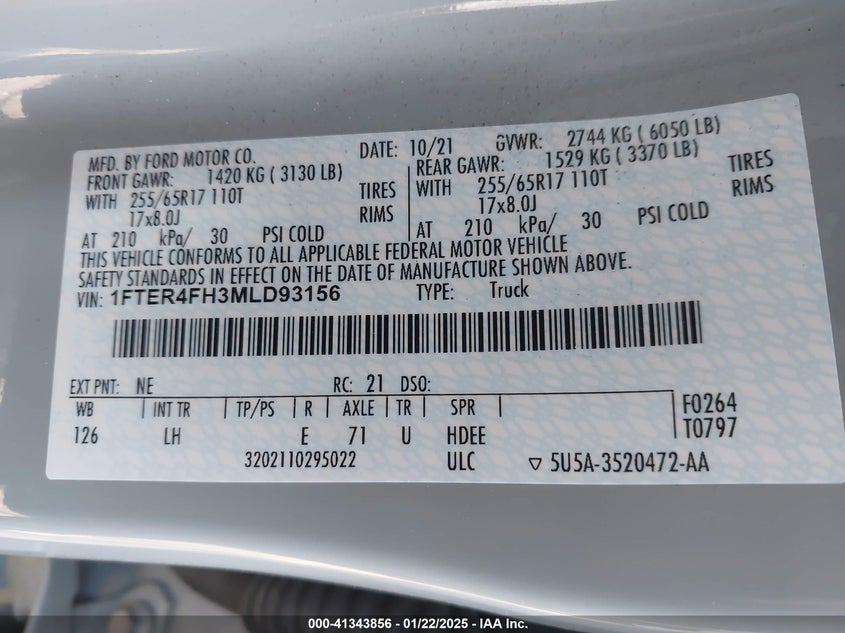 MFD. BY FORD MOTOR CO. DATE: 10/21 GVWR: 2744 KG ( 6050 LB)
FRONT GAWR: 1420 KG ( 3130 LB) REAR GAWR: 1529 KG ( 3370 LB)
WITH 255/65R17 110T TIRES WITH 255/65R17 110T TIRES
17x8.0J RIMS 17x8.0J RIMS
AT 210 kPa/ 30 PSI COLD AT 210 kPa/ 30 PSI COLD
THIS VEHICLE CONFORMS TO ALL APPLICABLE FEDERAL MOTOR VEHICLE
SAFETY STANDARDS IN EFFECT ON THE DATE OF MANUFACTURE SHOWN ABOVE.
VIN: 1FTER4FH3MLD93156 TYPE: Truck
EXT PNT: NE RC: 21 DSO:
WB INT TR TP/PS R AXLE TR SPR F0264
126 LH E 71 U HDEE T0797
3202110295022 ULC ▽ 5U5A-3520472-AA
000-41343856 • 01/22/2025 • IAA Inc.